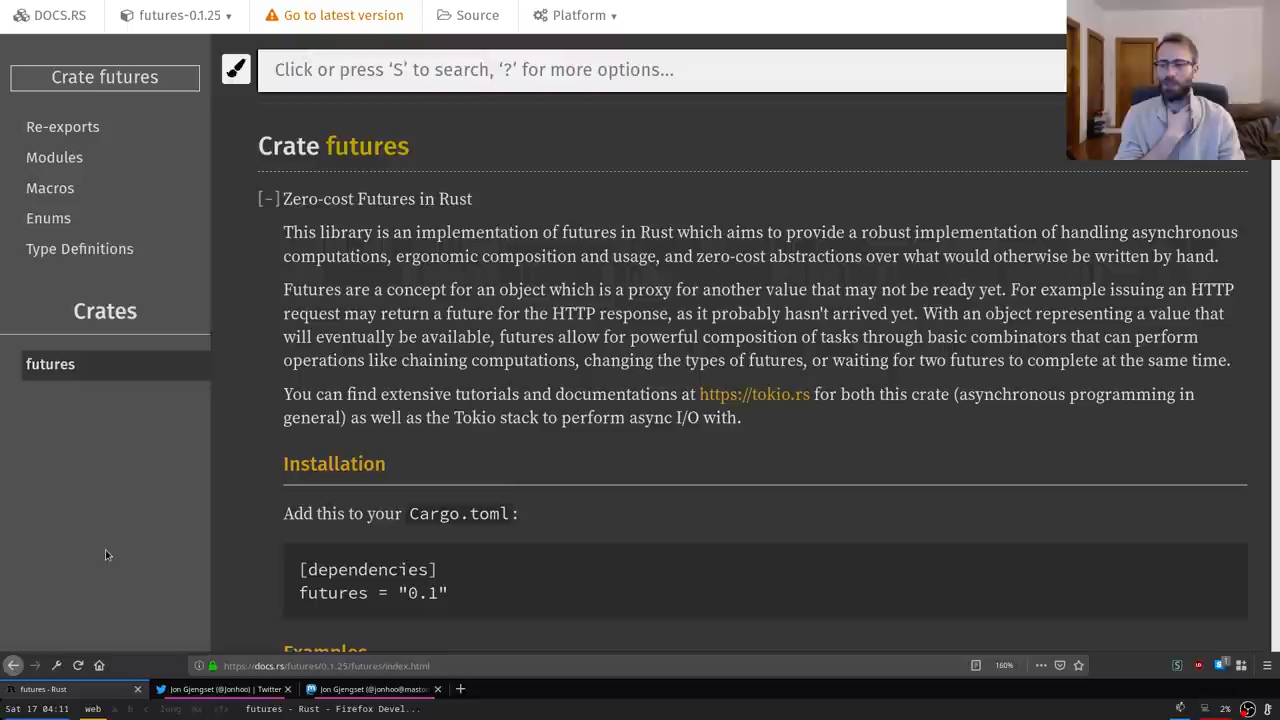 DOCS.RS
futures-0.1.25
Go to latest version
Source
Platform
Crate futures
Re-exports
Modules
Macros
Enums
Type Definitions
Crates
futures
Click or press ‘S’ to search, ‘?’ for more options…
Crate futures
[-] Zero-cost Futures in Rust
This library is an implementation of futures in Rust which aims to provide a robust implementation of handling asynchronous
computations, ergonomic composition and usage, and zero-cost abstractions over what would otherwise be written by hand.
Futures are a concept for an object which is a proxy for another value that may not be ready yet. For example issuing an HTTP
request may return a future for the HTTP response, as it probably hasn't arrived yet. With an object representing a value that
will eventually be available, futures allow for powerful composition of tasks through basic combinators that can perform
operations like chaining computations, changing the types of futures, or waiting for two futures to complete at the same time.
You can find extensive tutorials and documentations at https://tokio.rs for both this crate (asynchronous programming in
general) as well as the Tokio stack to perform async I/O with.
Installation
Add this to your Cargo.toml:
[dependencies]
futures = "0.1"
Examples
https://docs.rs/futures/0.1.25/futures/index.html
160%
futures - Rust
Jon Gjengset (@Jonhoo) | Twitter
Jon Gjengset (@jonhoo@masto
Sat 17 04:11
web
futures - Rust - Firefox Devel...
2%